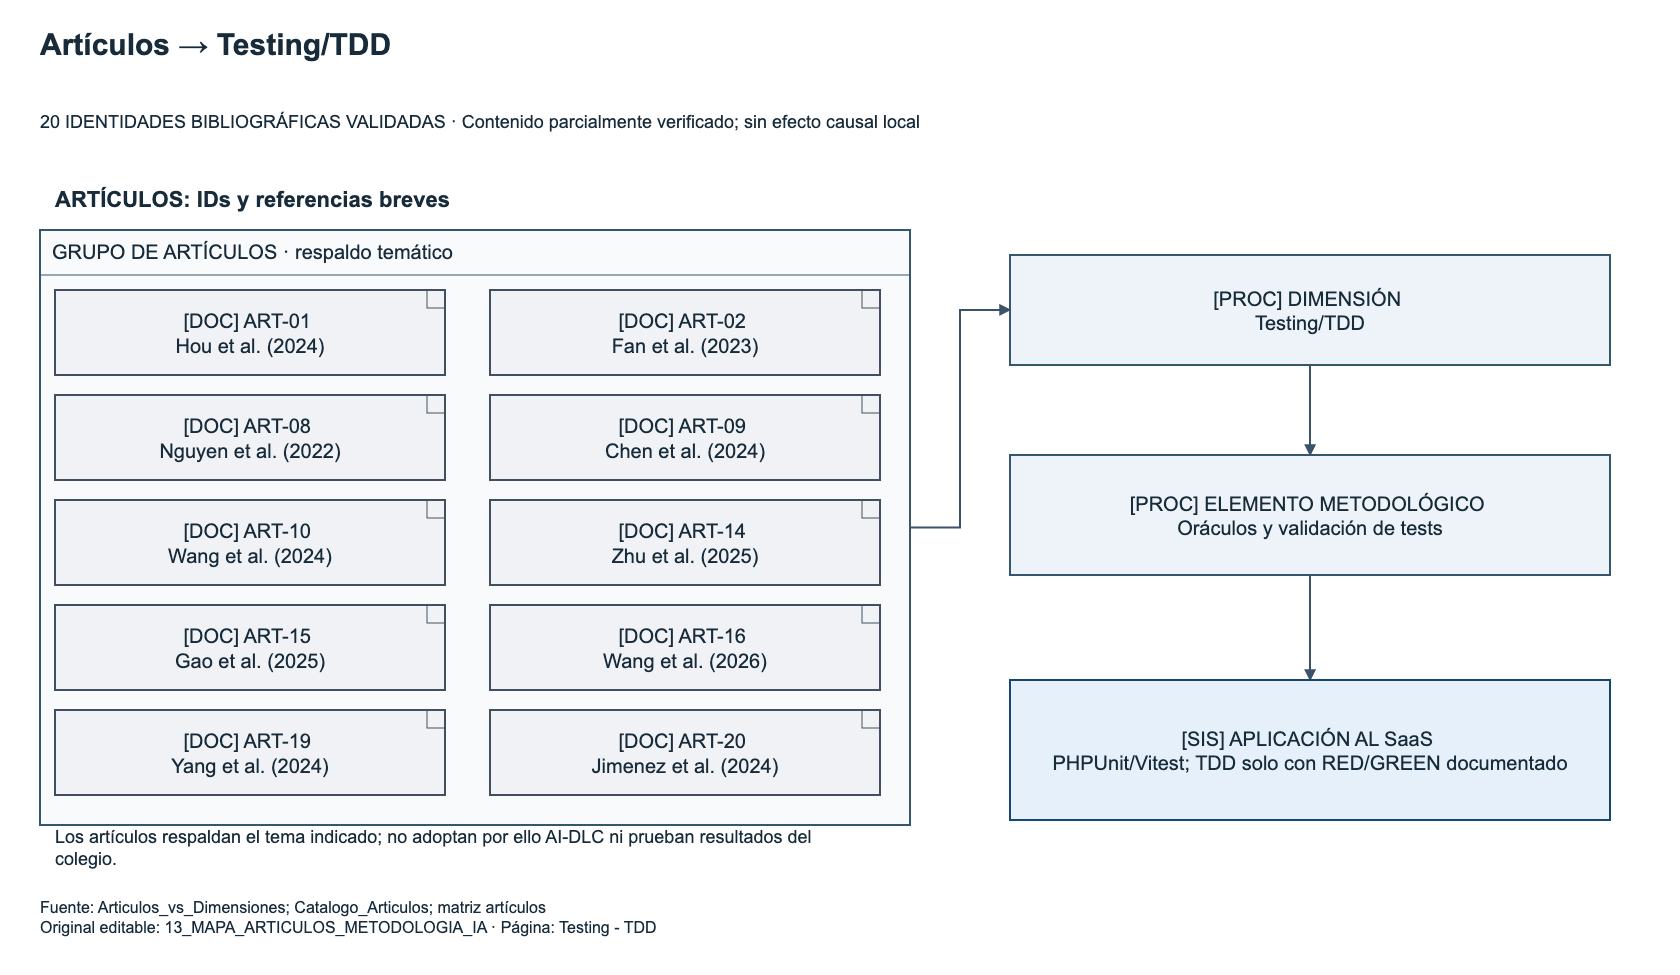 Artículos → Testing/TDD
20 IDENTIDADES BIBLIOGRÁFICAS VALIDADAS · Contenido parcialmente verificado; sin efecto causal local
ARTÍCULOS: IDs y referencias breves
GRUPO DE ARTÍCULOS · respaldo temático
[DOC] ART-01
Hou et al. (2024)
[DOC] ART-02
Fan et al. (2023)
[DOC] ART-08
Nguyen et al. (2022)
[DOC] ART-09
Chen et al. (2024)
[DOC] ART-10
Wang et al. (2024)
[DOC] ART-14
Zhu et al. (2025)
[DOC] ART-15
Gao et al. (2025)
[DOC] ART-16
Wang et al. (2026)
[DOC] ART-19
Yang et al. (2024)
[DOC] ART-20
Jimenez et al. (2024)
[PROC] DIMENSIÓN
Testing/TDD
[PROC] ELEMENTO METODOLÓGICO
Oráculos y validación de tests
[SIS] APLICACIÓN AL SaaS
PHPUnit/Vitest; TDD solo con RED/GREEN documentado
Los artículos respaldan el tema indicado; no adoptan por ello AI-DLC ni prueban resultados del
colegio.
Fuente: Articulos_vs_Dimensiones; Catalogo_Articulos; matriz artículos
Original editable: 13_MAPA_ARTICULOS_METODOLOGIA_IA · Página: Testing - TDD